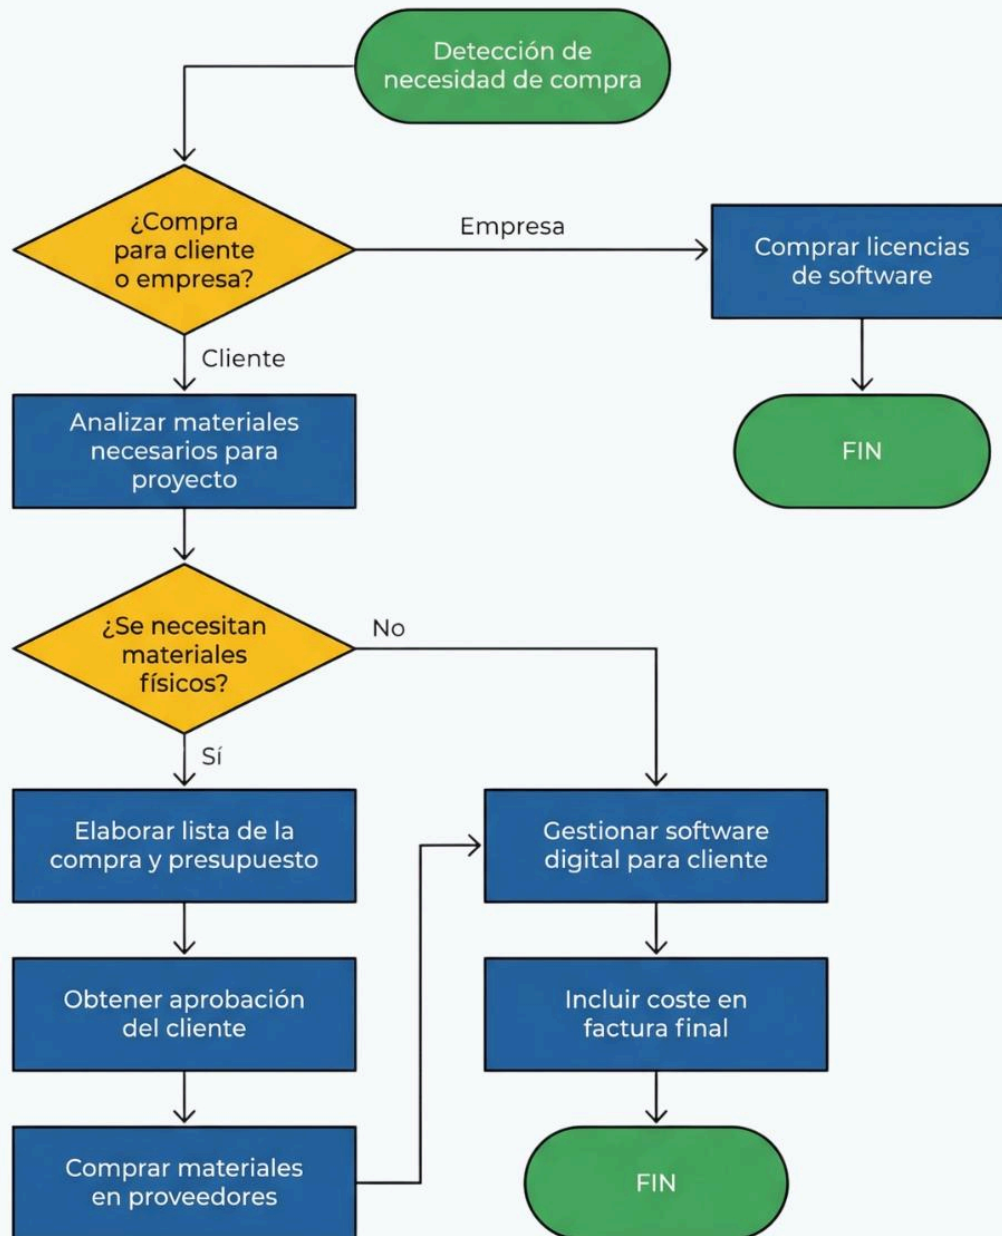 Detección de
necesidad de compra
¿Compra
para cliente
o empresa?
Empresa
Comprar licencias
de software
Cliente
FIN
Analizar materiales
necesarios para
proyecto
¿Se necesitan
materiales
físicos?
No
Sí
Elaborar lista de la
compra y presupuesto
Gestionar software
digital para cliente
Obtener aprobación
del cliente
Incluir coste en
factura final
Comprar materiales
en proveedores
FIN